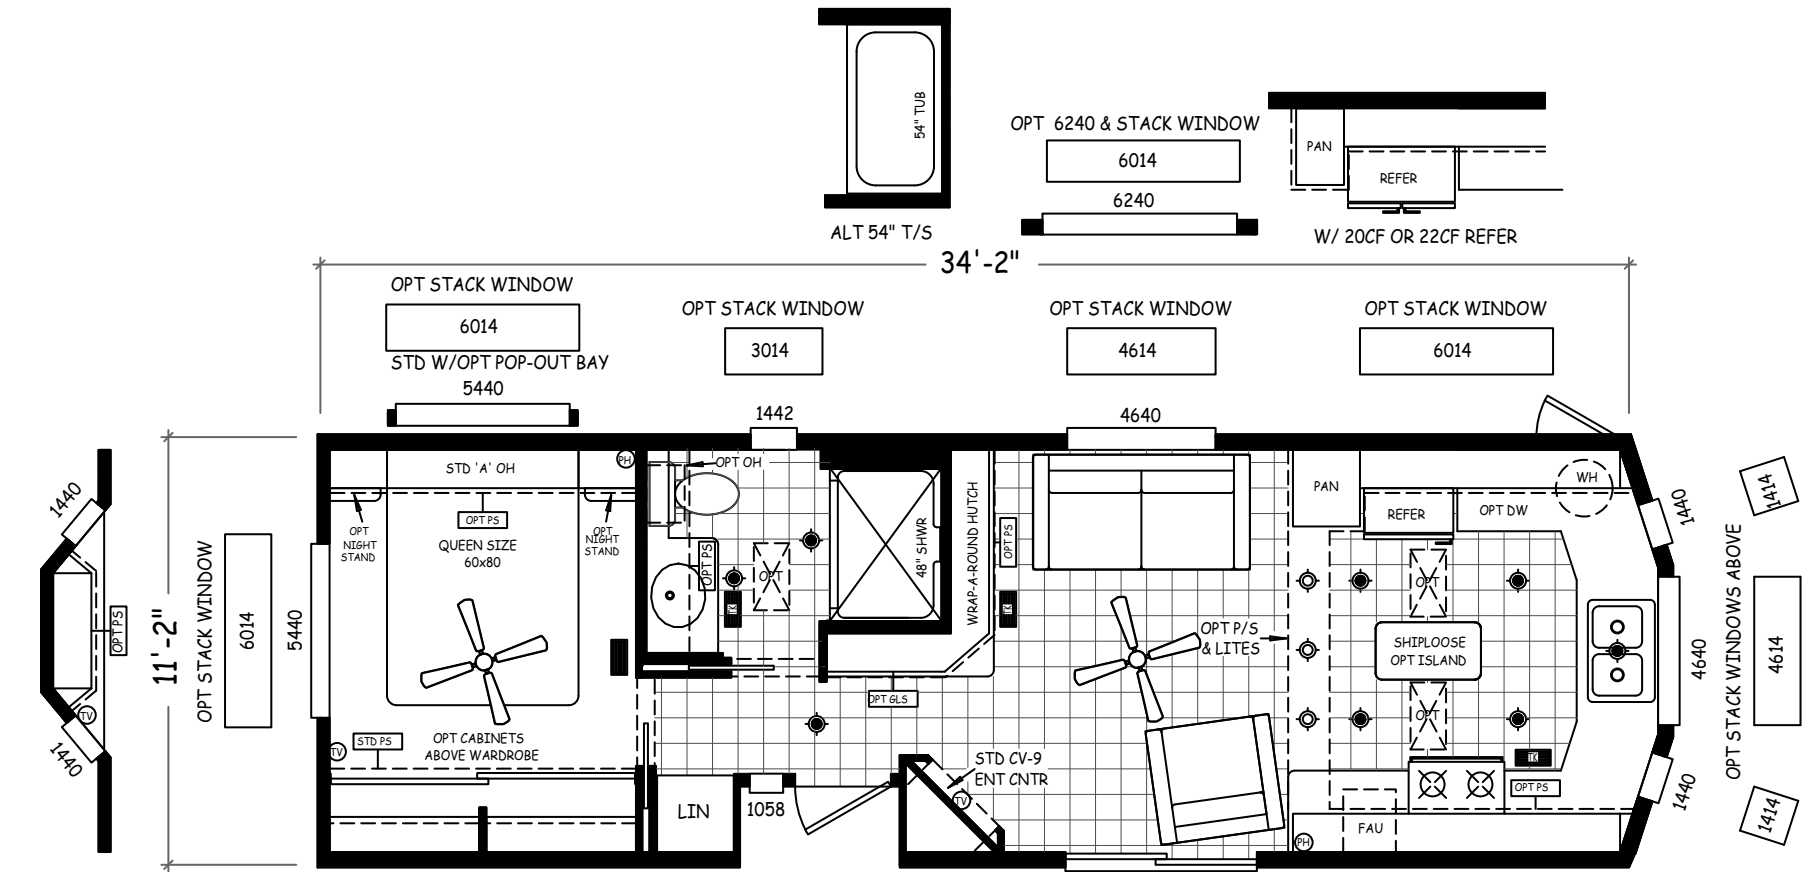 54" TUB
ALT 54" T/S
OPT 6240 & STACK WINDOW
6014
6240
PAN
REFER
W/ 20CF OR 22CF REFER
34'-2"
OPT STACK WINDOW
6014
STD W/OPT POP-OUT BAY
5440
OPT STACK WINDOW
3014
1442
OPT STACK WINDOW
4614
4640
OPT STACK WINDOW
6014
1440
OPT PS
TV
1440
11'-2"
OPT STACK WINDOW
6014
5440
STD 'A' OH
PH
OPT
NIGHT
STAND
OPT PS
OPT
NIGHT
STAND
QUEEN SIZE
60x80
TV
STD PS
OPT CABINETS
ABOVE WARDROBE
OPT OH
OPT PS
OPT
TK
48" SHWR
WRAP-A-ROUND HUTCH
OPT PS
TK
OPT GLS
LIN
1058
STD CV-9
ENT CNTR
TV
OPT P/S
& LITES
PAN
REFER
OPT DW
WH
OPT
SHIPLOOSE
OPT ISLAND
OPT
TK
OPT PS
FAU
PH
1440
4640
1440
OPT STACK WINDOWS ABOVE
1414
4614
1414